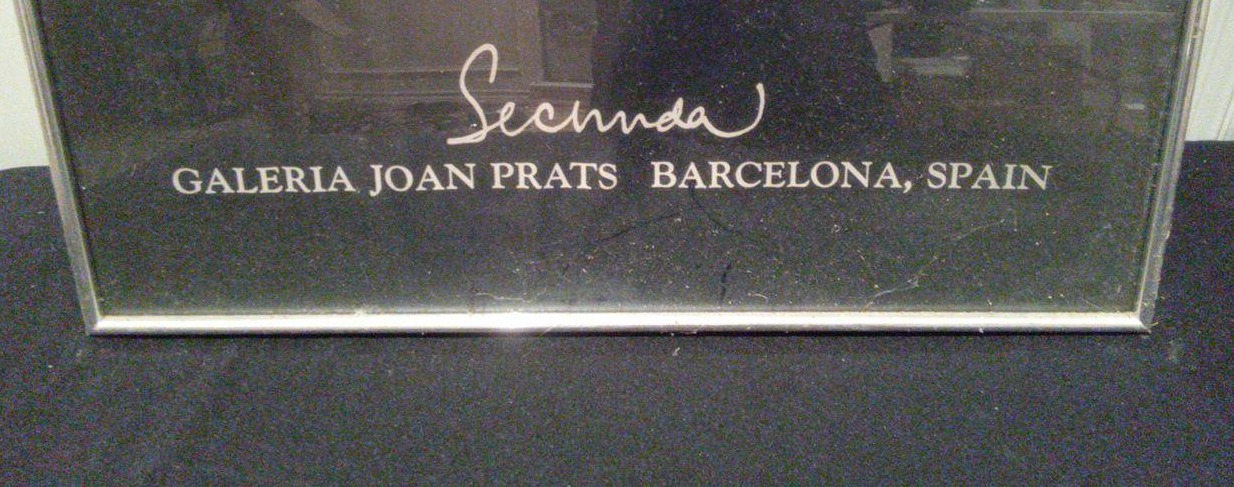 Secunda
GALERIA JOAN PRATS BARCELONA, SPAIN